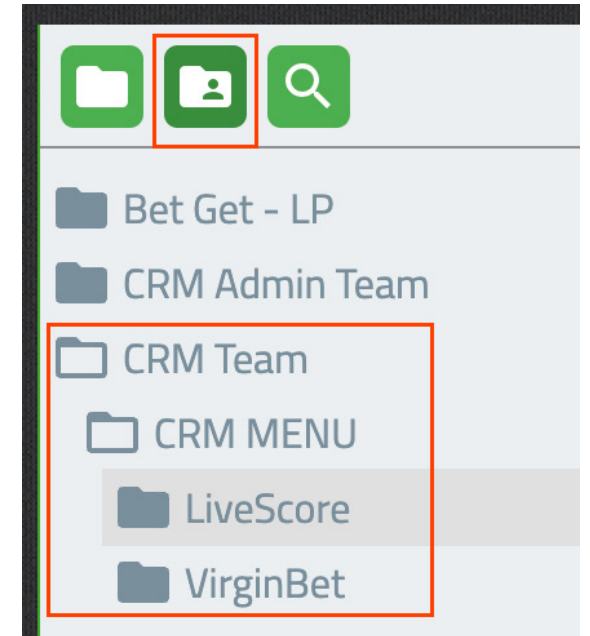 Bet Get - LP
CRM Admin Team
CRM Team
CRM MENU
LiveScore
VirginBet